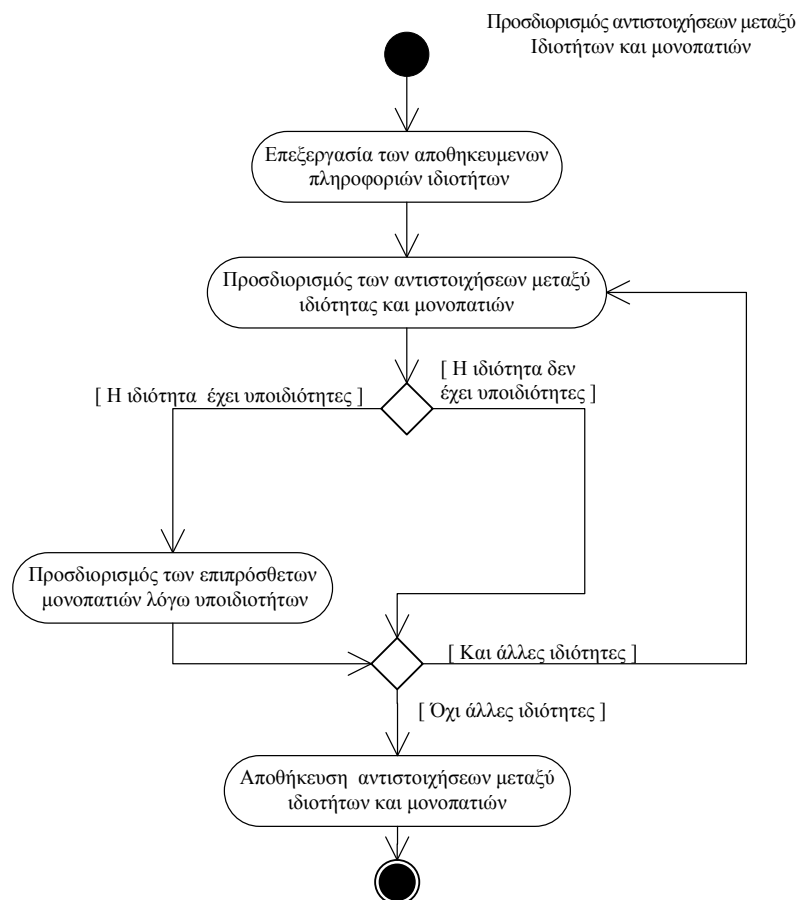 Προσδιορισμός αντιστοιχήσεων μεταξύ
Ιδιοτήτων και μονοπατιών
Επεξεργασία των αποθηκευμενων
πληροφοριών ιδιοτήτων
Προσδιορισμός των αντιστοιχήσεων μεταξύ
ιδιότητας και μονοπατιών
[ Η ιδιότητα έχει υποιδιότητες ]
[ Η ιδιότητα δεν
έχει υποιδιότητες ]
Προσδιορισμός των επιπρόσθετων
μονοπατιών λόγω υποιδιοτήτων
[ Και άλλες ιδιότητες ]
[ Όχι άλλες ιδιότητες ]
Αποθήκευση αντιστοιχήσεων μεταξύ
ιδιοτήτων και μονοπατιών